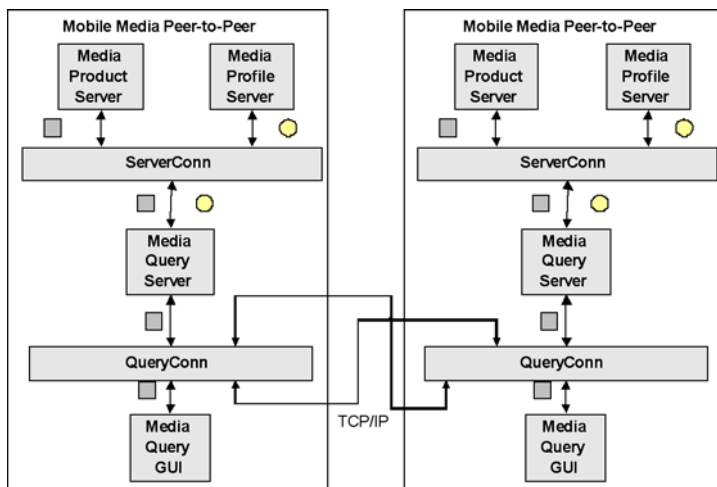 Mobile Media Peer-to-Peer
Media
Product
Server
Media
Profile
Server
ServerConn
Media
Query
Server
QueryConn
Media
Query
GUI
TCP/IP
Mobile Media Peer-to-Peer
Media
Product
Server
Media
Profile
Server
ServerConn
Media
Query
Server
QueryConn
Media
Query
GUI